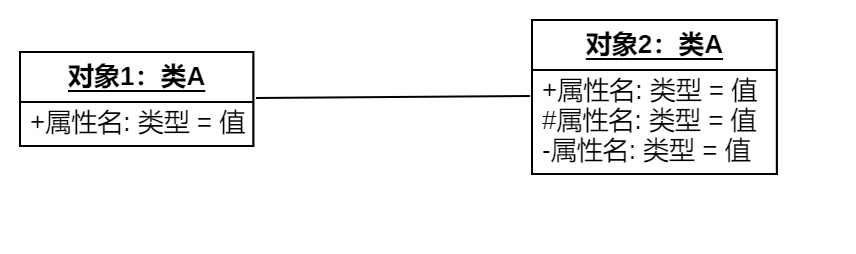 对象1：类A
+属性名: 类型 = 值
对象2：类A
+属性名: 类型 = 值
#属性名: 类型 = 值
-属性名: 类型 = 值